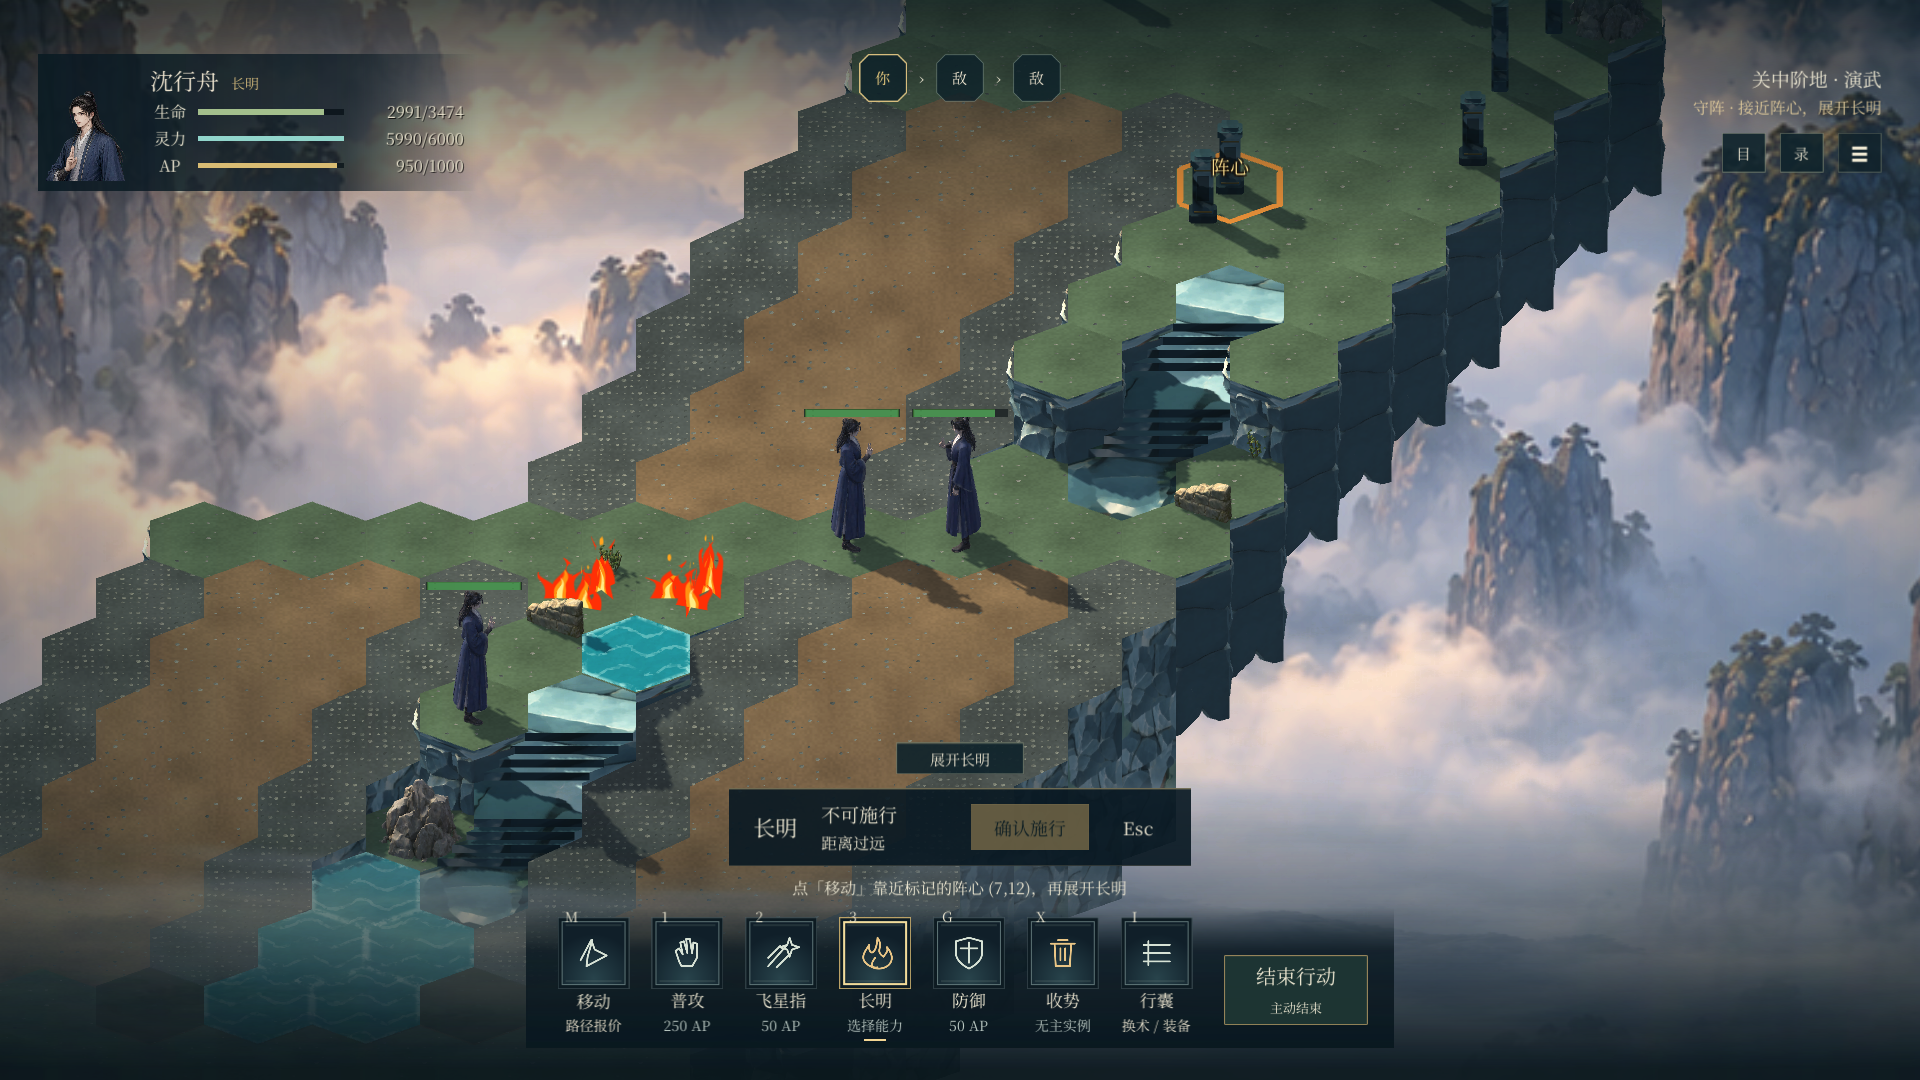 沈行舟 长明
生命 2991/3474
灵力 5990/6000
AP 950/1000
你 › 敌 › 敌
关中阶地 · 演武
守阵 · 接近阵心，展开长明
目 录 ☰
阵心
展开长明
长明
不可施行
距离过远
确认施行
Esc
点「移动」靠近标记的阵心 (7,12)，再展开长明
M 1 2 3 G X I
移动 普攻 飞星指 长明 防御 收势 行囊
路径报价 250 AP 50 AP 选择能力 50 AP 无主实例 换术 / 装备
结束行动
主动结束